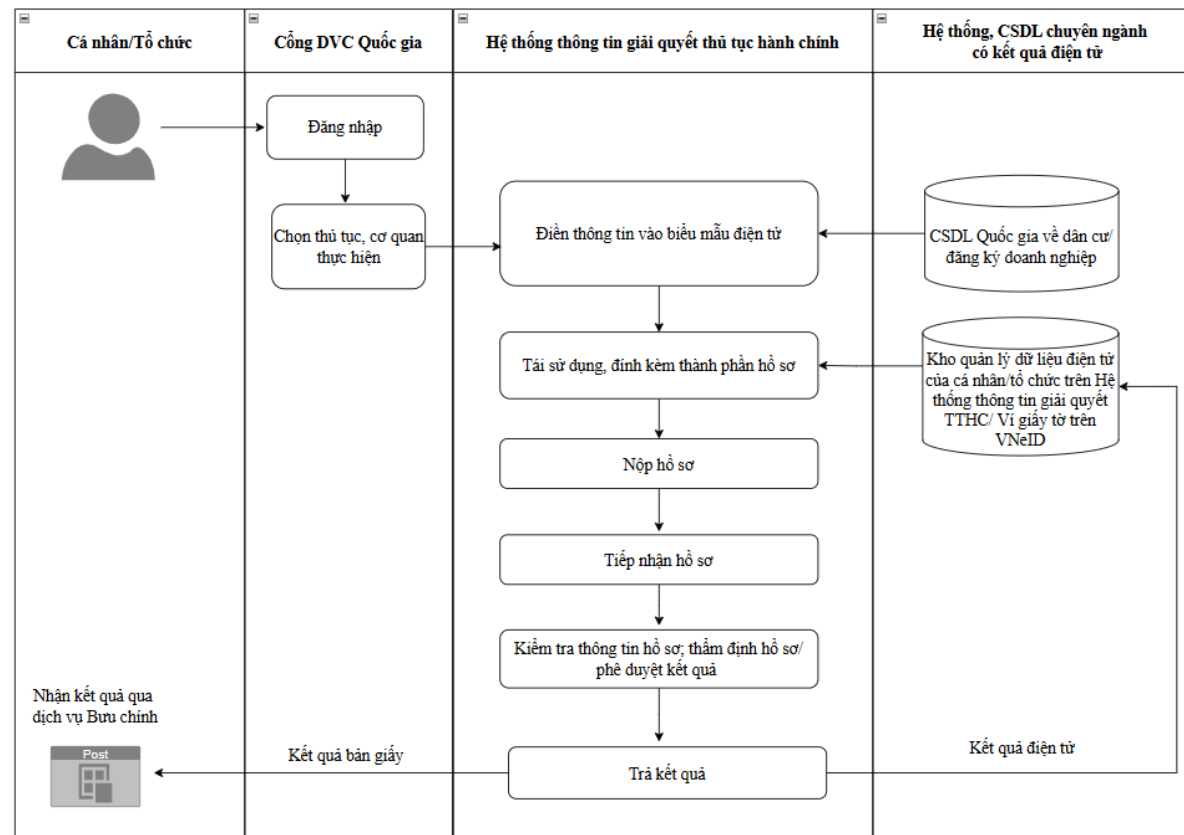 Cá nhân/Tổ chức
Cổng DVC Quốc gia
Hệ thống thông tin giải quyết thủ tục hành chính
Hệ thống, CSDL chuyên ngành
có kết quả điện tử
Đăng nhập
Chọn thủ tục, cơ quan
thực hiện
Điền thông tin vào biểu mẫu điện tử
CSDL Quốc gia về dân cư/
đăng ký doanh nghiệp
Tái sử dụng, đính kèm thành phần hồ sơ
Kho quản lý dữ liệu điện tử
của cá nhân/tổ chức trên Hệ
thống thông tin giải quyết
TTHC/ Ví giấy tờ trên
VNeID
Nộp hồ sơ
Tiếp nhận hồ sơ
Kiểm tra thông tin hồ sơ; thẩm định hồ sơ/
phê duyệt kết quả
Nhận kết quả qua
dịch vụ Bưu chính
Post
Kết quả bản giấy
Trả kết quả
Kết quả điện tử